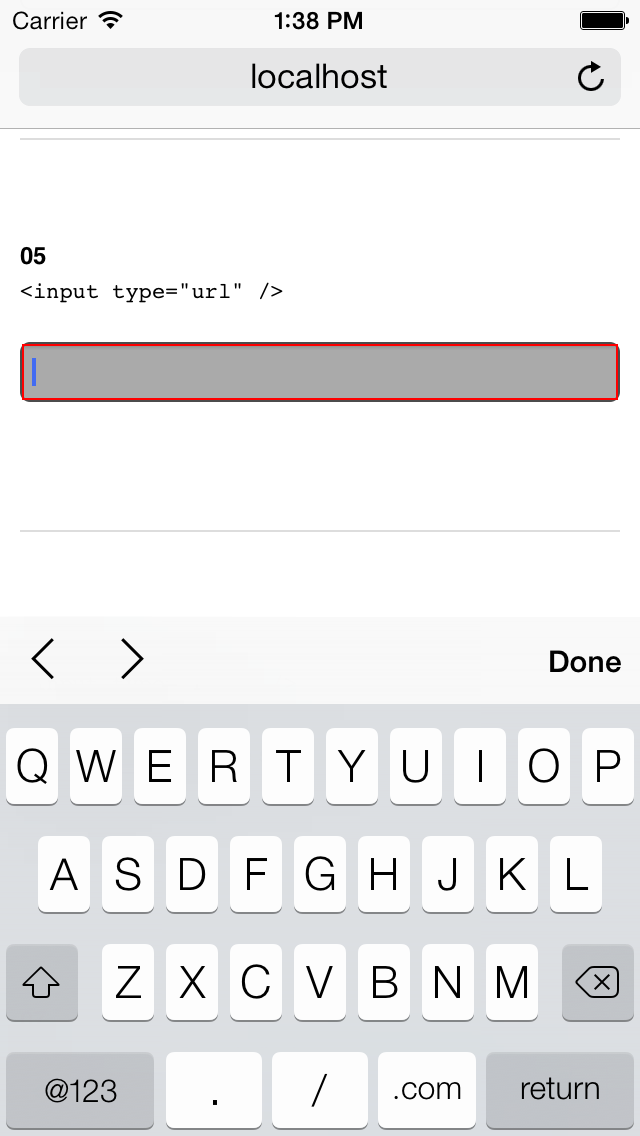 Carrier 1:38 PM
localhost
05
<input type="url" />
Done
Q W E R T Y U I O P
A S D F G H J K L
Z X C V B N M
@123 . / .com return